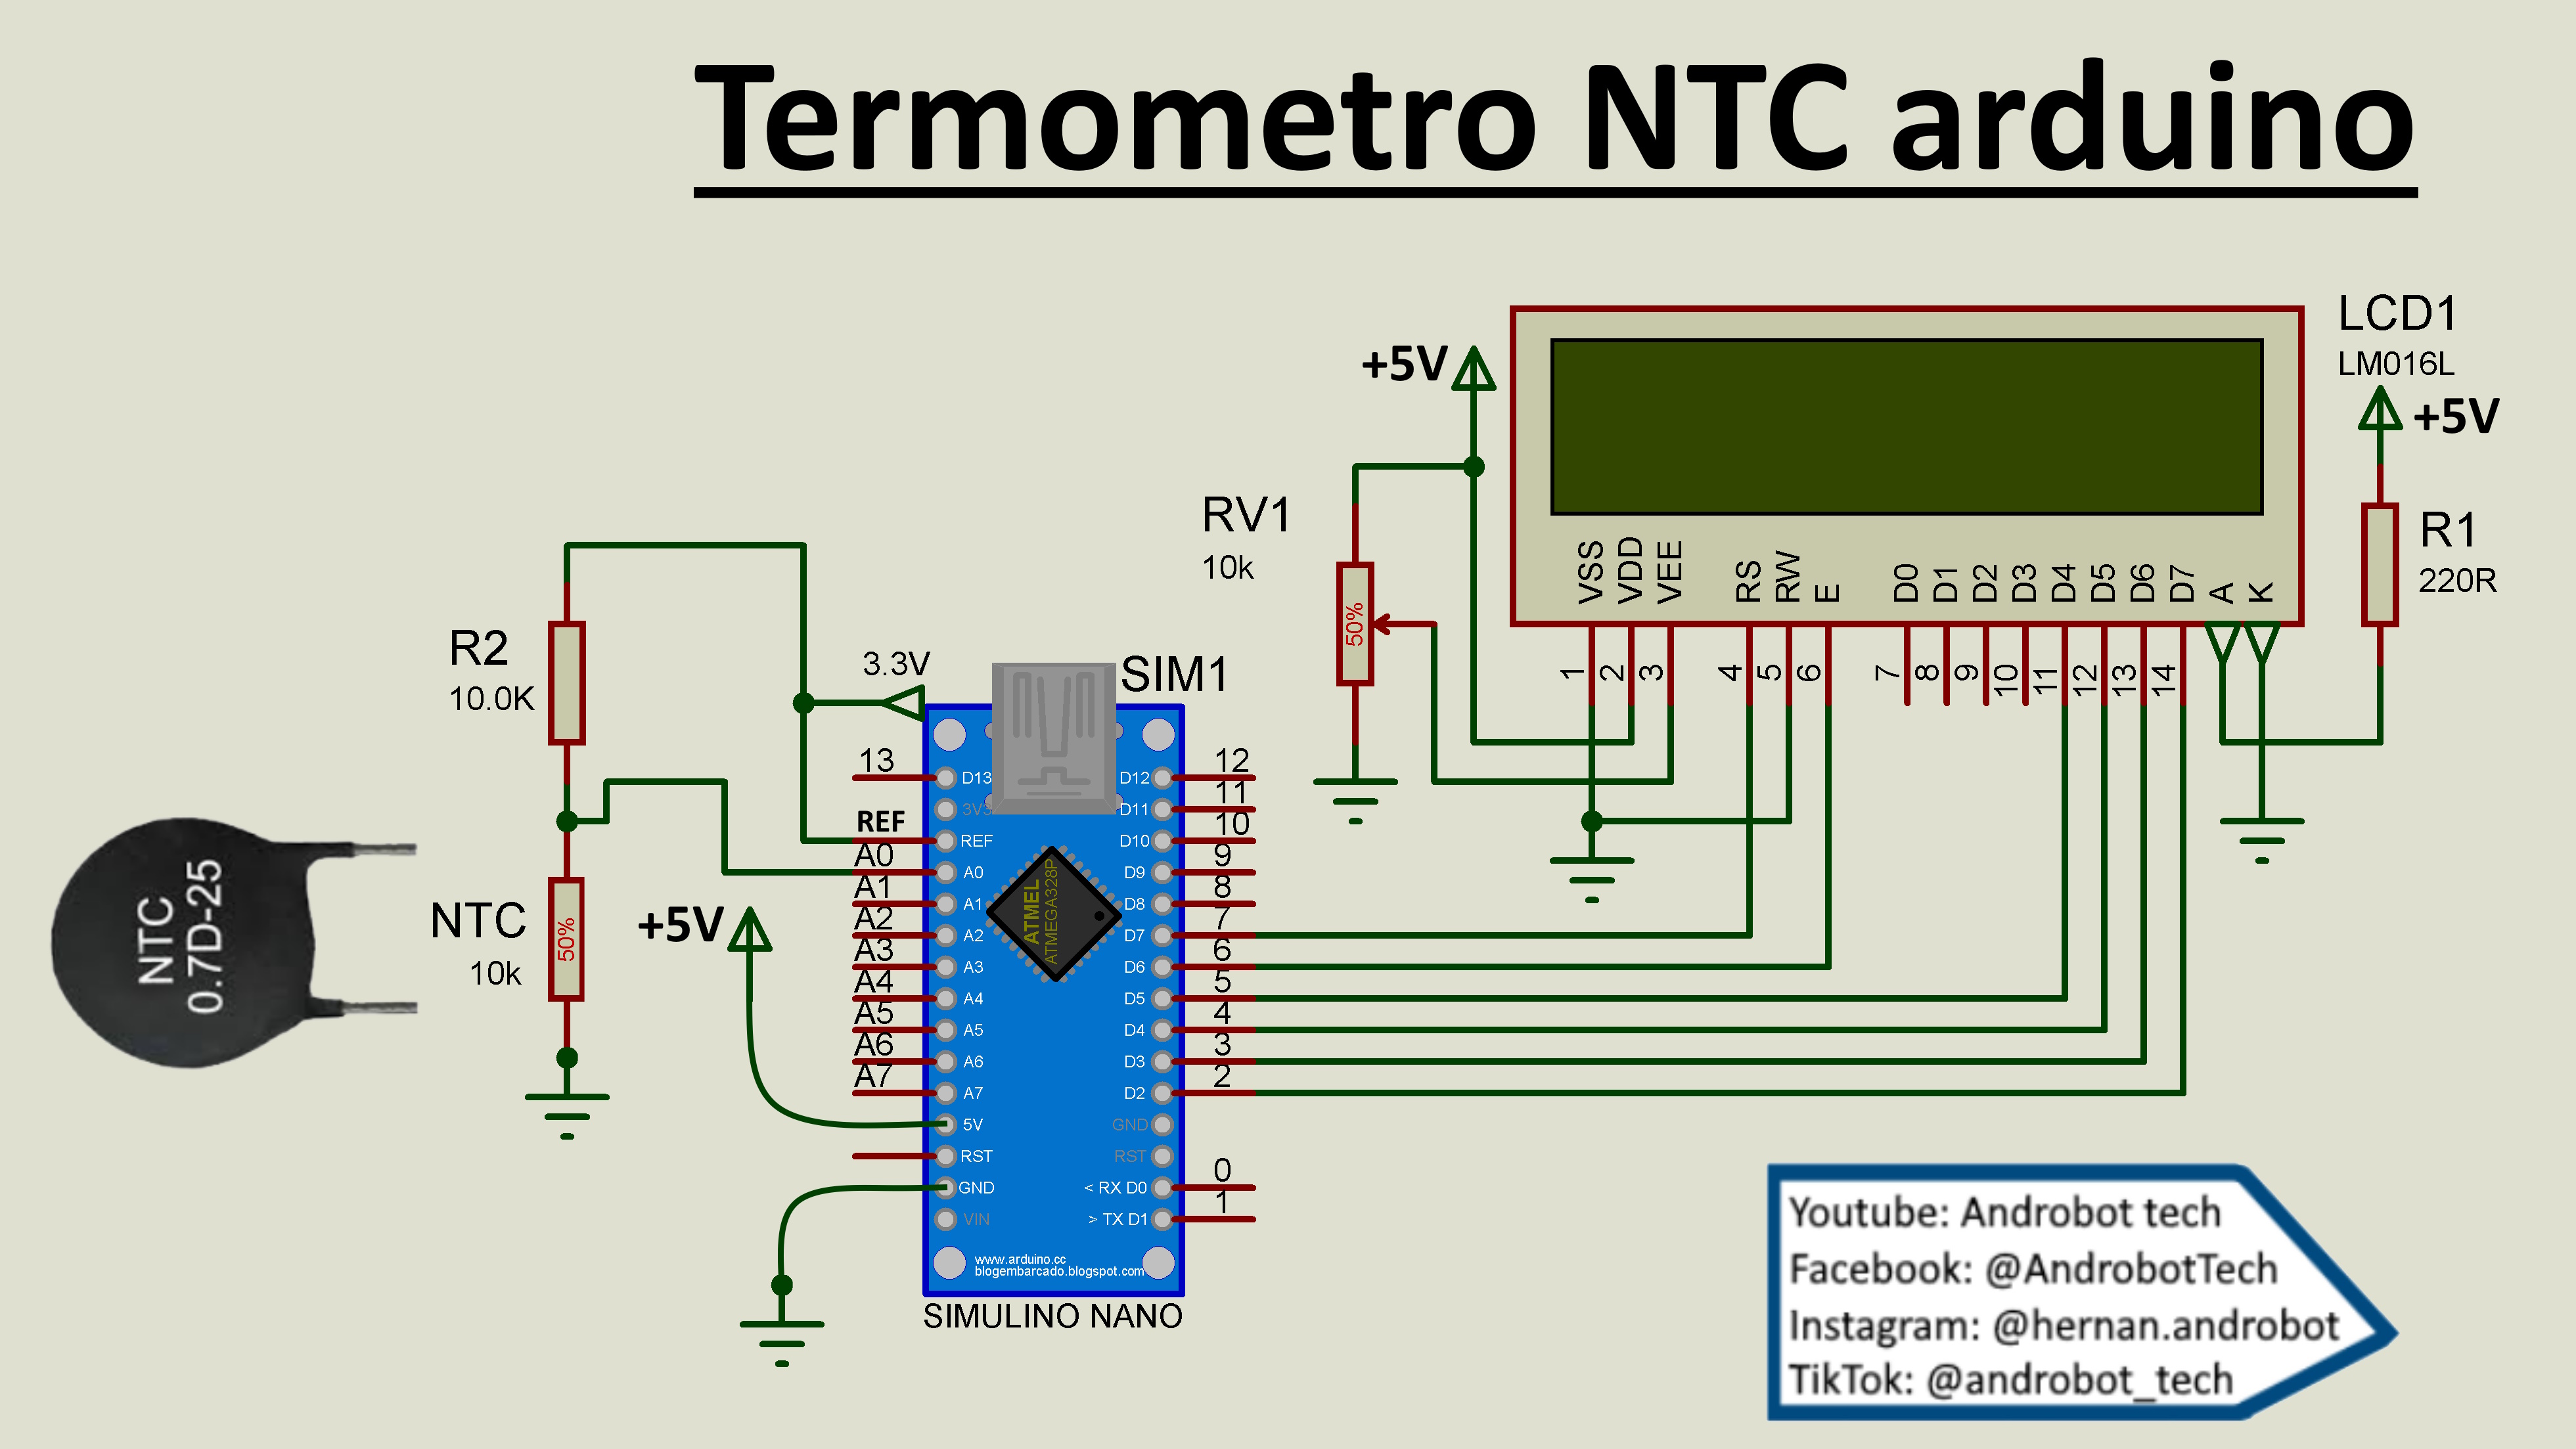 Termometro NTC arduino
LCD1
LM016L
+5V
+5V
RV1
10k
50%
R1
220R
VSS
VDD
VEE
RS
RW
E
D0
D1
D2
D3
D4
D5
D6
D7
A
K
1
2
3
4
5
6
7
8
9
10
11
12
13
14
R2
10.0K
3.3V
SIM1
NTC
0.7D-25
NTC
10k
50%
+5V
13
REF
A0
A1
A2
A3
A4
A5
A6
A7
D13
3V3
REF
A0
A1
A2
A3
A4
A5
A6
A7
5V
RST
GND
VIN
ATMEL
ATMEGA328P
D12
D11
D10
D9
D8
D7
D6
D5
D4
D3
D2
GND
RST
< RX D0
> TX D1
12
11
10
9
8
7
6
5
4
3
2
0
1
www.arduino.cc
blogembarcado.blogspot.com
SIMULINO NANO
Youtube: Androbot tech
Facebook: @AndrobotTech
Instagram: @hernan.androbot
TikTok: @androbot_tech